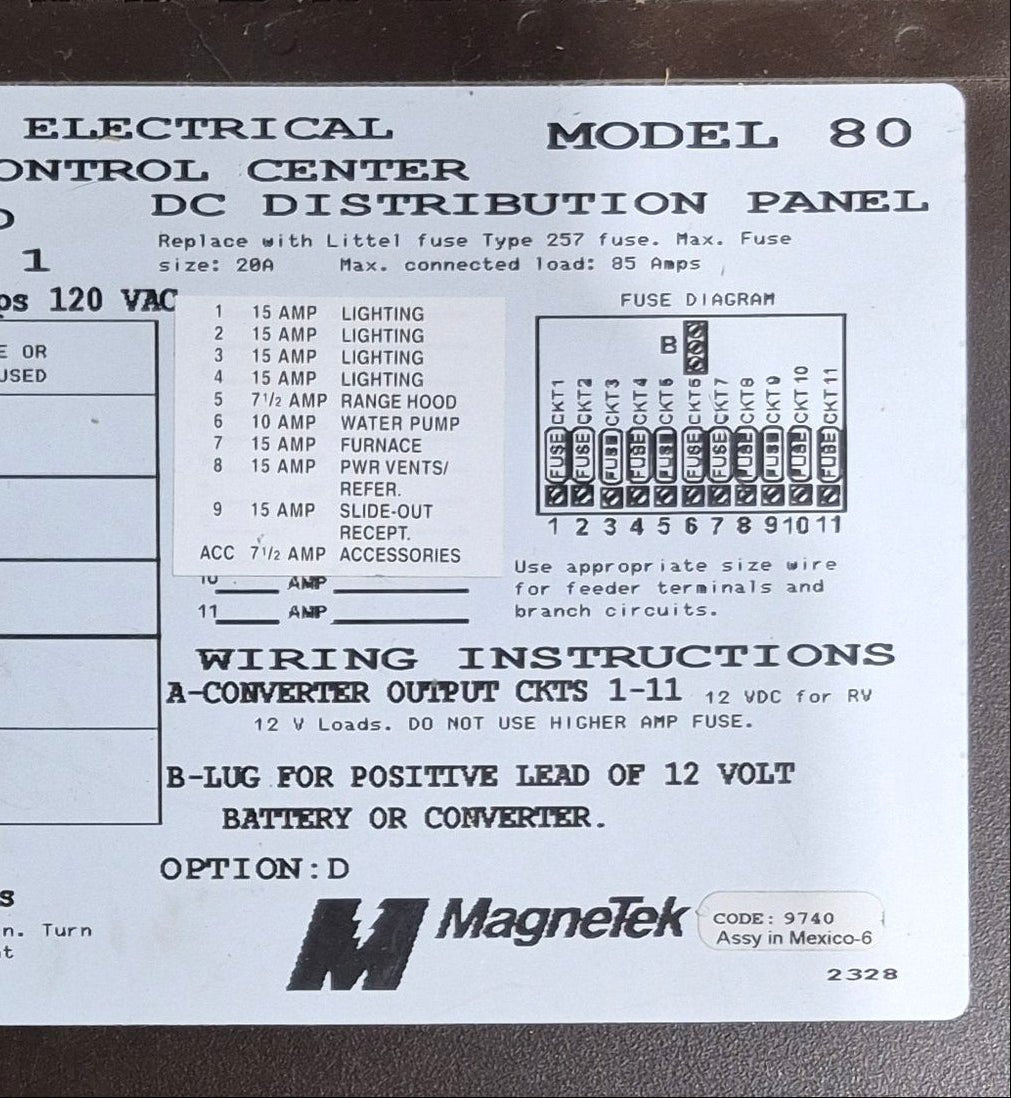 ELECTRICAL
MODEL 80
ONTROL CENTER
DC DISTRIBUTION PANEL
Replace with Littel fuse Type 257 fuse. Max. Fuse
size: 20A Max. connected load: 85 Amps
1
ps 120 VAC
E OR
USED
1 15 AMP LIGHTING
2 15 AMP LIGHTING
3 15 AMP LIGHTING
4 15 AMP LIGHTING
5 7 1/2 AMP RANGE HOOD
6 10 AMP WATER PUMP
7 15 AMP FURNACE
8 15 AMP PWR VENTS/
REFER.
9 15 AMP SLIDE-OUT
RECEPT.
ACC 7 1/2 AMP ACCESSORIES
10 AMP
11 AMP
FUSE DIAGRAM
B
CKT1 CKT2 CKT3 CKT4 CKT5 CKT6 CKT7 CKT8 CKT9 CKT10 CKT11
FUSE FUSE FUSE FUSE FUSE FUSE FUSE FUSE FUSE FUSE FUSE
1 2 3 4 5 6 7 8 9 10 11
Use appropriate size wire
for feeder terminals and
branch circuits.
WIRING INSTRUCTIONS
A-CONVERTER OUTPUT CKTS 1-11 12 VDC for RV
12 V Loads. DO NOT USE HIGHER AMP FUSE.
B-LUG FOR POSITIVE LEAD OF 12 VOLT
BATTERY OR CONVERTER.
OPTION:D
s
n. Turn
t
MagneTek
CODE: 9740
Assy in Mexico-6
2328